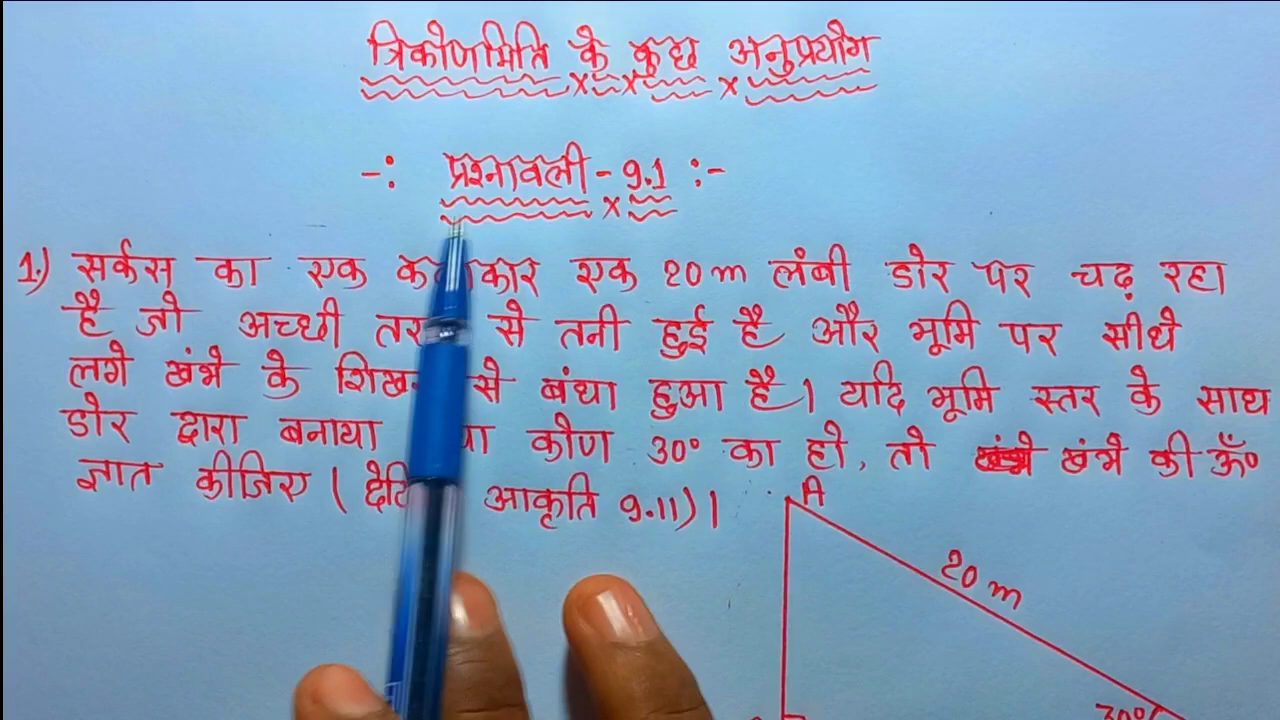 त्रिकोणमिति के कुछ अनुप्रयोग
-: प्रश्नावली - 9.1 :-
1.) सर्कस का एक कलाकार एक 20 m लंबी डोर पर चढ़ रहा
है जो अच्छी तरह से तनी हुई है और भूमि पर सीधे
लगे खंभे के शिखर से बंधा हुआ है। यदि भूमि स्तर के साथ
डोर द्वारा बनाया कोण 30° का हो, तो खंभे की ऊँ०
ज्ञात कीजिए ( आकृति 9.11)।
A
20 m
30°